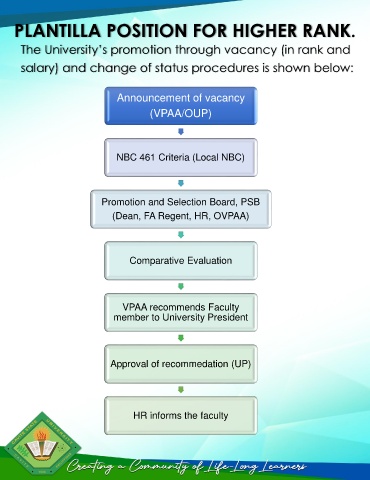 PLANTILLA POSITION FOR HIGHER RANK.
The University's promotion through vacancy (in rank and
salary) and change of status procedures is shown below:
Announcement of vacancy
(VPAA/OUP)
NBC 461 Criteria (Local NBC)
Promotion and Selection Board, PSB
(Dean, FA Regent, HR, OVPAA)
Comparative Evaluation
VPAA recommends Faculty
member to University President
Approval of recommedation (UP)
HR informs the faculty
Creating a Community of Life-Long Learners